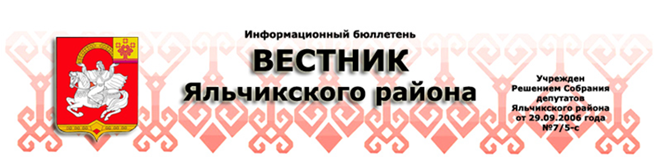 Информационный бюллетень
ВЕСТНИК
Яльчикского района
Учрежден
Решением Собрания
депутатов
Яльчикского района
от 29.09.2006 года
№7/5-с